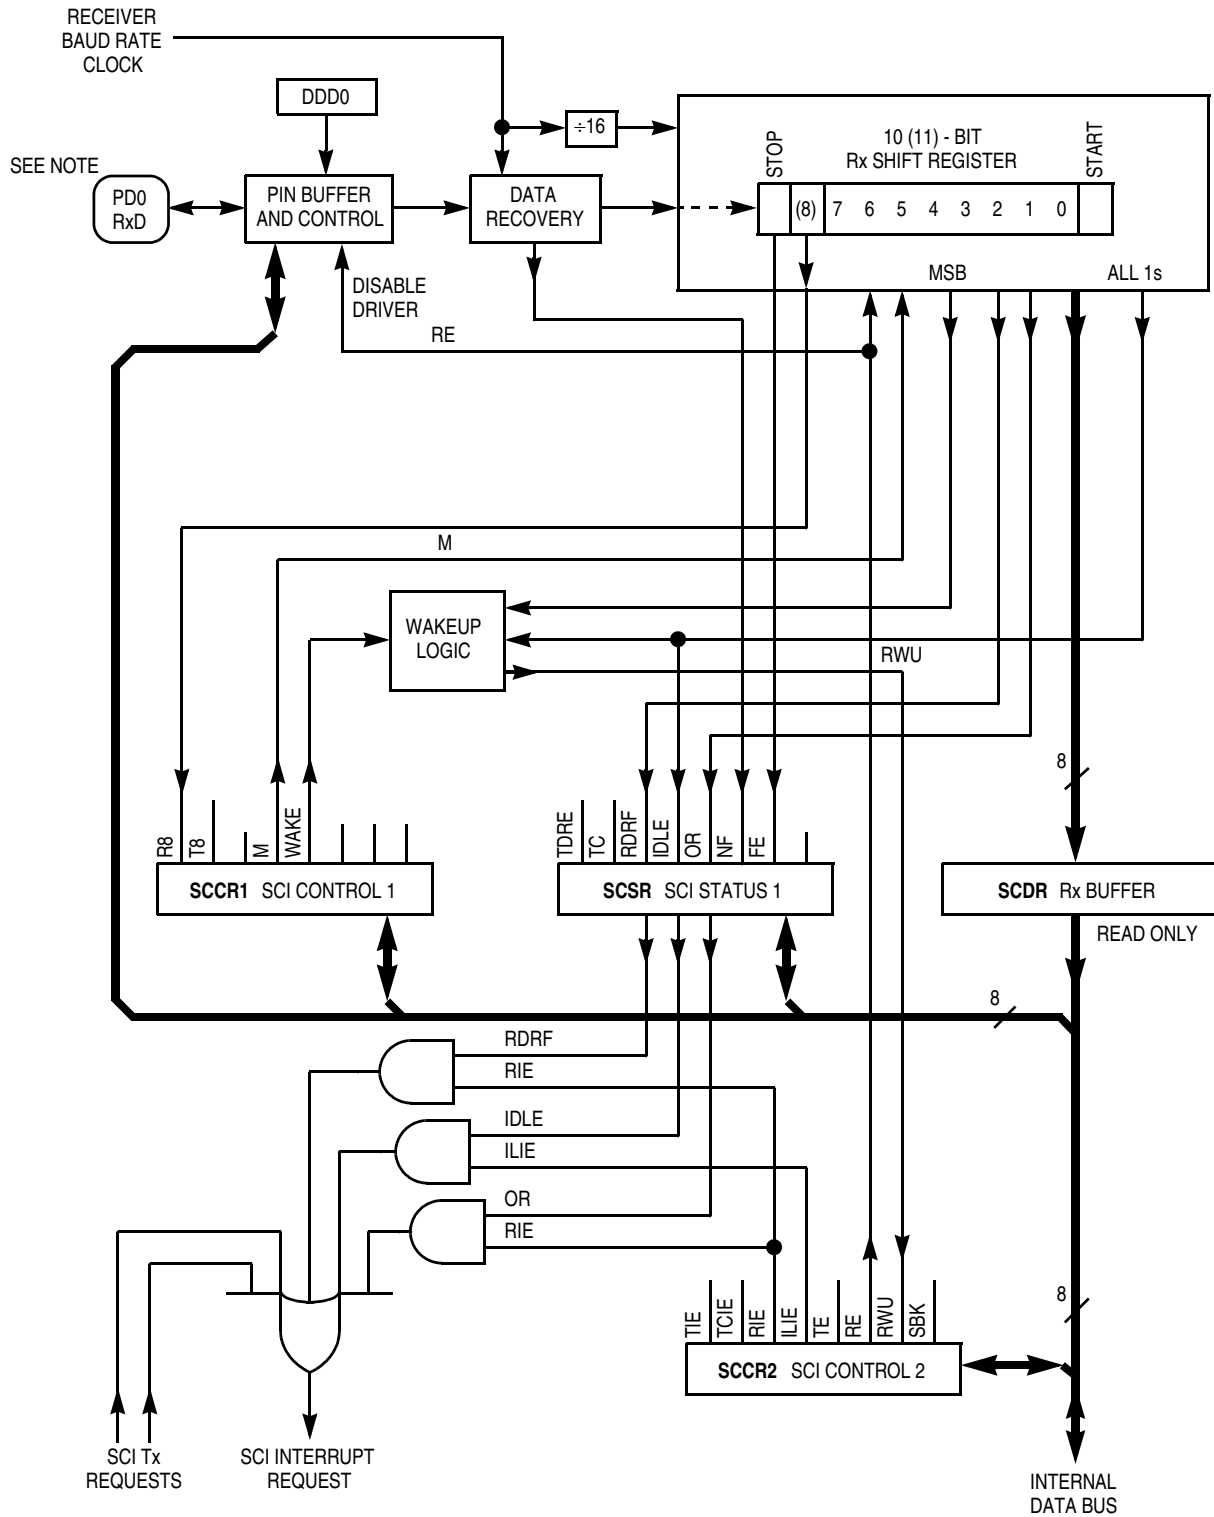 RECEIVER
BAUD RATE
CLOCK
DDD0
÷16
SEE NOTE
PD0
RxD
PIN BUFFER
AND CONTROL
DATA
RECOVERY
STOP
10 (11) - BIT
Rx SHIFT REGISTER
START
(8) 7 6 5 4 3 2 1 0
MSB
ALL 1s
DISABLE
DRIVER
RE
M
WAKEUP
LOGIC
RWU
8
R8
T8
M
WAKE
TDRE
TC
RDRF
IDLE
OR
NF
FE
SCCR1 SCI CONTROL 1
SCSR SCI STATUS 1
SCDR Rx BUFFER
READ ONLY
8
RDRF
RIE
IDLE
ILIE
OR
RIE
8
TIE
TCIE
RIE
ILIE
TE
RE
RWU
SBK
SCCR2 SCI CONTROL 2
SCI Tx
REQUESTS
SCI INTERRUPT
REQUEST
INTERNAL
DATA BUS